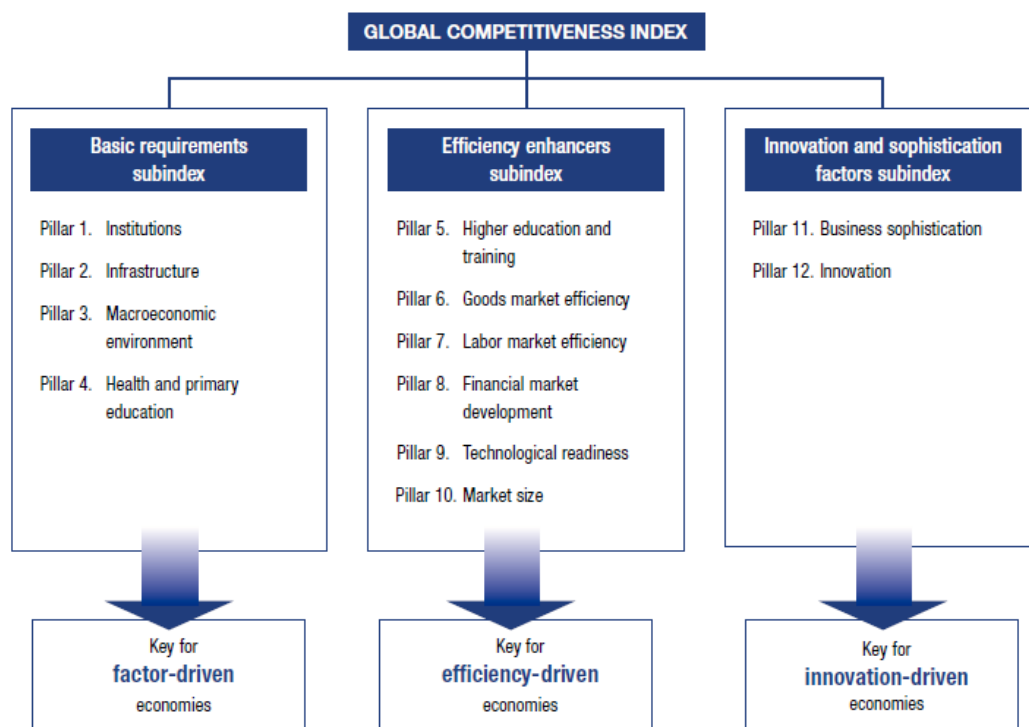 GLOBAL COMPETITIVENESS INDEX
Basic requirements
subindex
Pillar 1. Institutions
Pillar 2. Infrastructure
Pillar 3. Macroeconomic
environment
Pillar 4. Health and primary
education
Key for
factor-driven
economies
Efficiency enhancers
subindex
Pillar 5. Higher education and
training
Pillar 6. Goods market efficiency
Pillar 7. Labor market efficiency
Pillar 8. Financial market
development
Pillar 9. Technological readiness
Pillar 10. Market size
Key for
efficiency-driven
economies
Innovation and sophistication
factors subindex
Pillar 11. Business sophistication
Pillar 12. Innovation
Key for
innovation-driven
economies